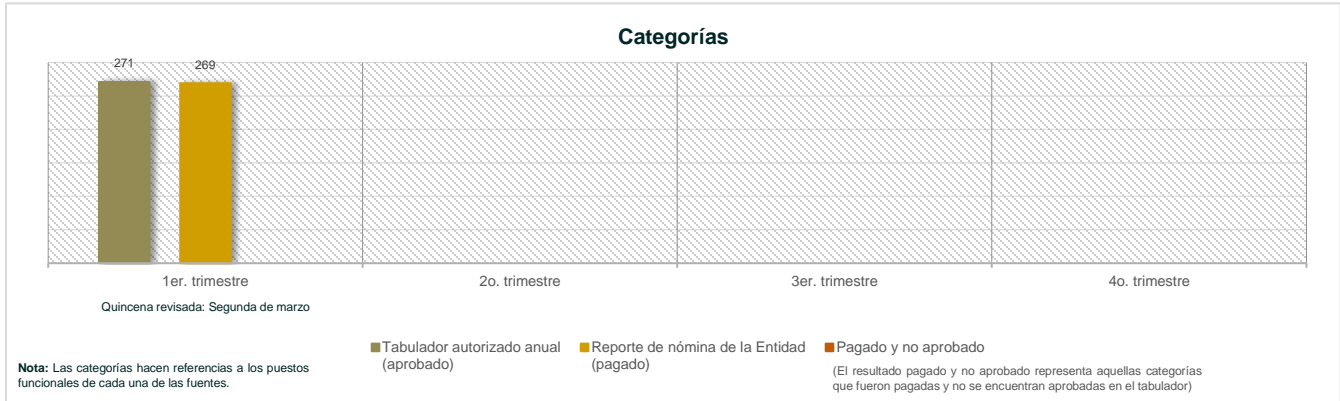 Categorías
271
269
1er. trimestre
2o. trimestre
3er. trimestre
4o. trimestre
Quincena revisada: Segunda de marzo
Tabulador autorizado anual
(aprobado)
Reporte de nómina de la Entidad
(pagado)
Pagado y no aprobado
(El resultado pagado y no aprobado representa aquellas categorías
que fueron pagadas y no se encuentran aprobadas en el tabulador)
Nota: Las categorías hacen referencias a los puestos
funcionales de cada una de las fuentes.